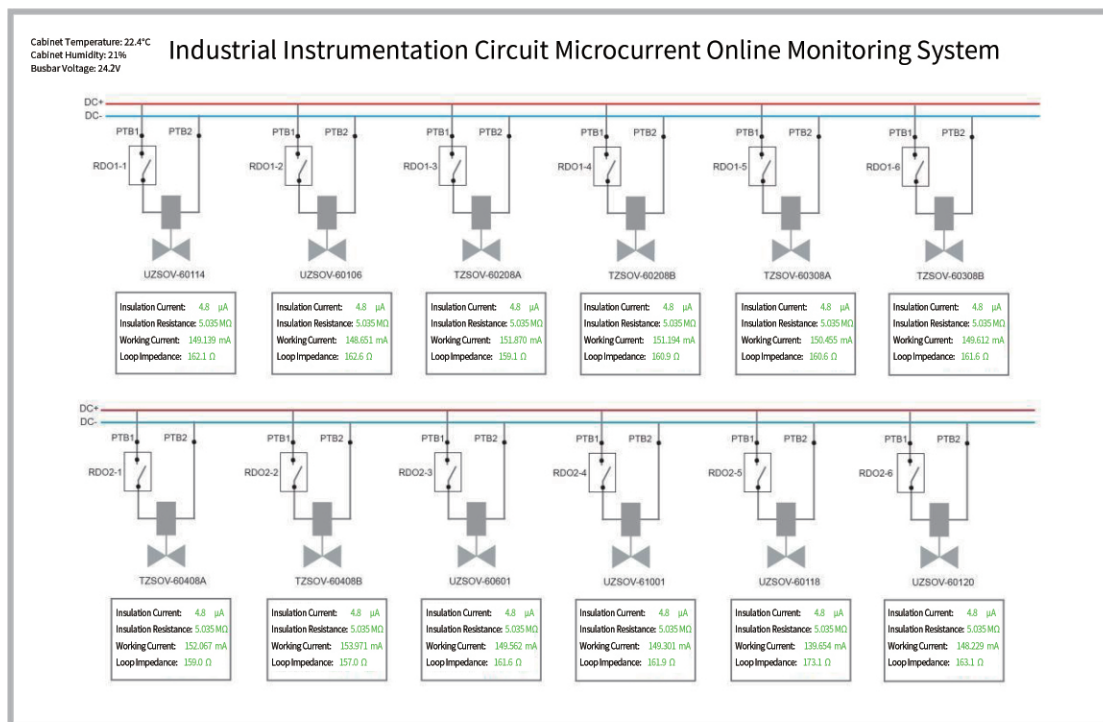 Cabinet Temperature: 22.4°C
Cabinet Humidity: 21%
Busbar Voltage: 24.2V
Industrial Instrumentation Circuit Microcurrent Online Monitoring System
DC+
DC-
PTB1 PTB2 PTB1 PTB2 PTB1 PTB2 PTB1 PTB2 PTB1 PTB2 PTB1 PTB2
RDO1-1 RDO1-2 RDO1-3 RDO1-4 RDO1-5 RDO1-6
UZSOV-60114 UZSOV-60106 TZSOV-60208A TZSOV-60208B TZSOV-60308A TZSOV-60308B
Insulation Current: 4.8 μA
Insulation Resistance: 5.035 MΩ
Working Current: 149.139 mA
Loop Impedance: 162.1 Ω
Insulation Current: 4.8 μA
Insulation Resistance: 5.035 MΩ
Working Current: 148.651 mA
Loop Impedance: 162.6 Ω
Insulation Current: 4.8 μA
Insulation Resistance: 5.035 MΩ
Working Current: 151.870 mA
Loop Impedance: 159.1 Ω
Insulation Current: 4.8 μA
Insulation Resistance: 5.035 MΩ
Working Current: 151.194 mA
Loop Impedance: 160.9 Ω
Insulation Current: 4.8 μA
Insulation Resistance: 5.035 MΩ
Working Current: 150.455 mA
Loop Impedance: 160.6 Ω
Insulation Current: 4.8 μA
Insulation Resistance: 5.035 MΩ
Working Current: 149.612 mA
Loop Impedance: 161.6 Ω
DC+
DC-
PTB1 PTB2 PTB1 PTB2 PTB1 PTB2 PTB1 PTB2 PTB1 PTB2 PTB1 PTB2
RDO2-1 RDO2-2 RDO2-3 RDO2-4 RDO2-5 RDO2-6
TZSOV-60408A TZSOV-60408B UZSOV-60601 UZSOV-61001 UZSOV-60118 UZSOV-60120
Insulation Current: 4.8 μA
Insulation Resistance: 5.035 MΩ
Working Current: 152.067 mA
Loop Impedance: 159.0 Ω
Insulation Current: 4.8 μA
Insulation Resistance: 5.035 MΩ
Working Current: 153.971 mA
Loop Impedance: 157.0 Ω
Insulation Current: 4.8 μA
Insulation Resistance: 5.035 MΩ
Working Current: 149.562 mA
Loop Impedance: 161.6 Ω
Insulation Current: 4.8 μA
Insulation Resistance: 5.035 MΩ
Working Current: 149.301 mA
Loop Impedance: 161.9 Ω
Insulation Current: 4.8 μA
Insulation Resistance: 5.035 MΩ
Working Current: 139.654 mA
Loop Impedance: 173.1 Ω
Insulation Current: 4.8 μA
Insulation Resistance: 5.035 MΩ
Working Current: 148.229 mA
Loop Impedance: 163.1 Ω